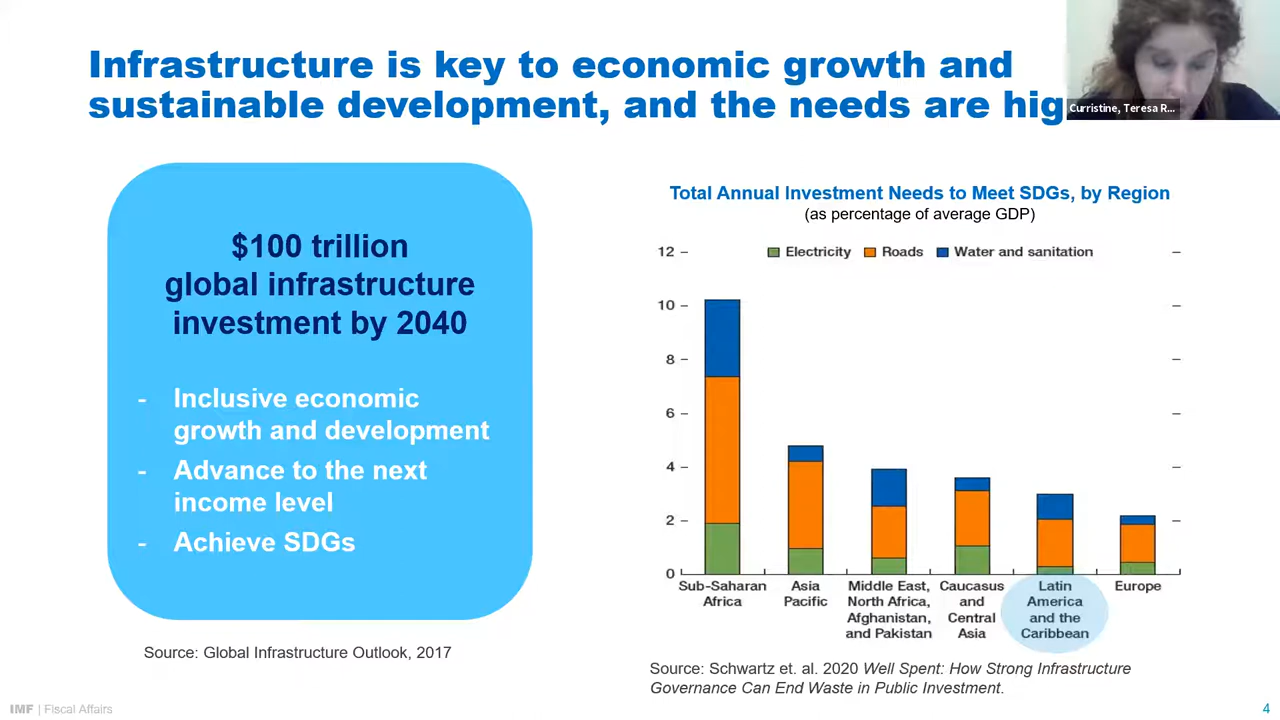 Infrastructure is key to economic growth and
sustainable development, and the needs are hig
Curristine, Teresa R...
$100 trillion
global infrastructure
investment by 2040
- Inclusive economic
growth and development
- Advance to the next
income level
- Achieve SDGs
Source: Global Infrastructure Outlook, 2017
Total Annual Investment Needs to Meet SDGs, by Region
(as percentage of average GDP)
Electricity Roads Water and sanitation
12
10
8
6
4
2
0
Sub-Saharan
Africa
Asia
Pacific
Middle East,
North Africa,
Afghanistan,
and Pakistan
Caucasus
and
Central
Asia
Latin
America
and the
Caribbean
Europe
Source: Schwartz et. al. 2020 Well Spent: How Strong Infrastructure
Governance Can End Waste in Public Investment.
IMF | Fiscal Affairs
4